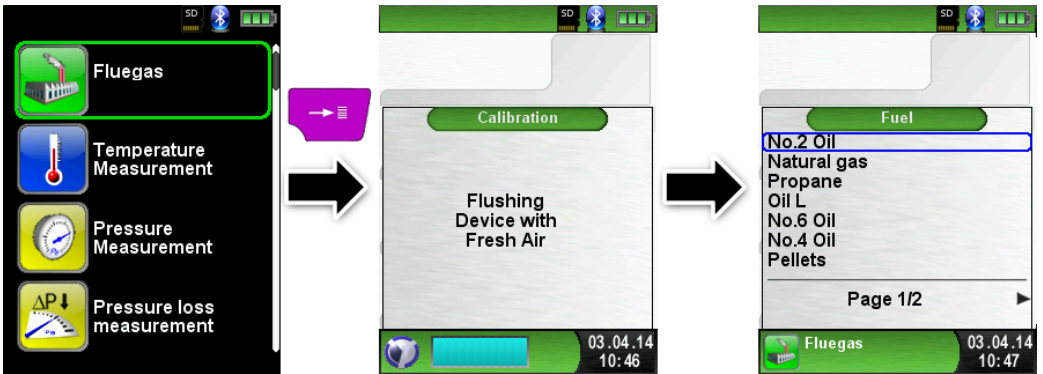 SD
Fluegas
Temperature
Measurement
Pressure
Measurement
ΔP
Pressure loss
measurement
SD
Calibration
Flushing
Device with
Fresh Air
03.04.14
10:46
SD
Fuel
No.2 Oil
Natural gas
Propane
Oil L
No.6 Oil
No.4 Oil
Pellets
Page 1/2
Fluegas
03.04.14
10:47